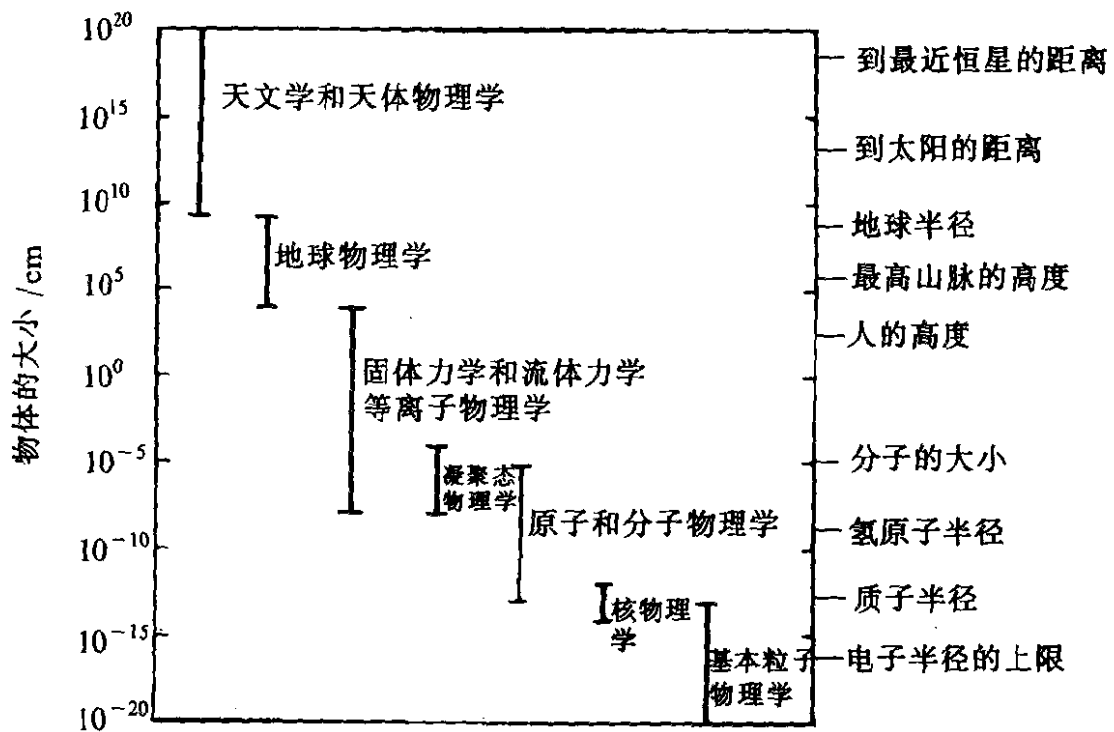 10^20
到最近恒星的距离
天文学和天体物理学
10^15
到太阳的距离
10^10
地球半径
地球物理学
10^5
最高山脉的高度
人的高度
10^0
固体力学和流体力学
等离子物理学
物体的大小/cm
10^-5
分子的大小
凝聚态
物理学
原子和分子物理学
氢原子半径
10^-10
质子半径
核物理
学
10^-15
基本粒子
物理学
电子半径的上限
10^-20